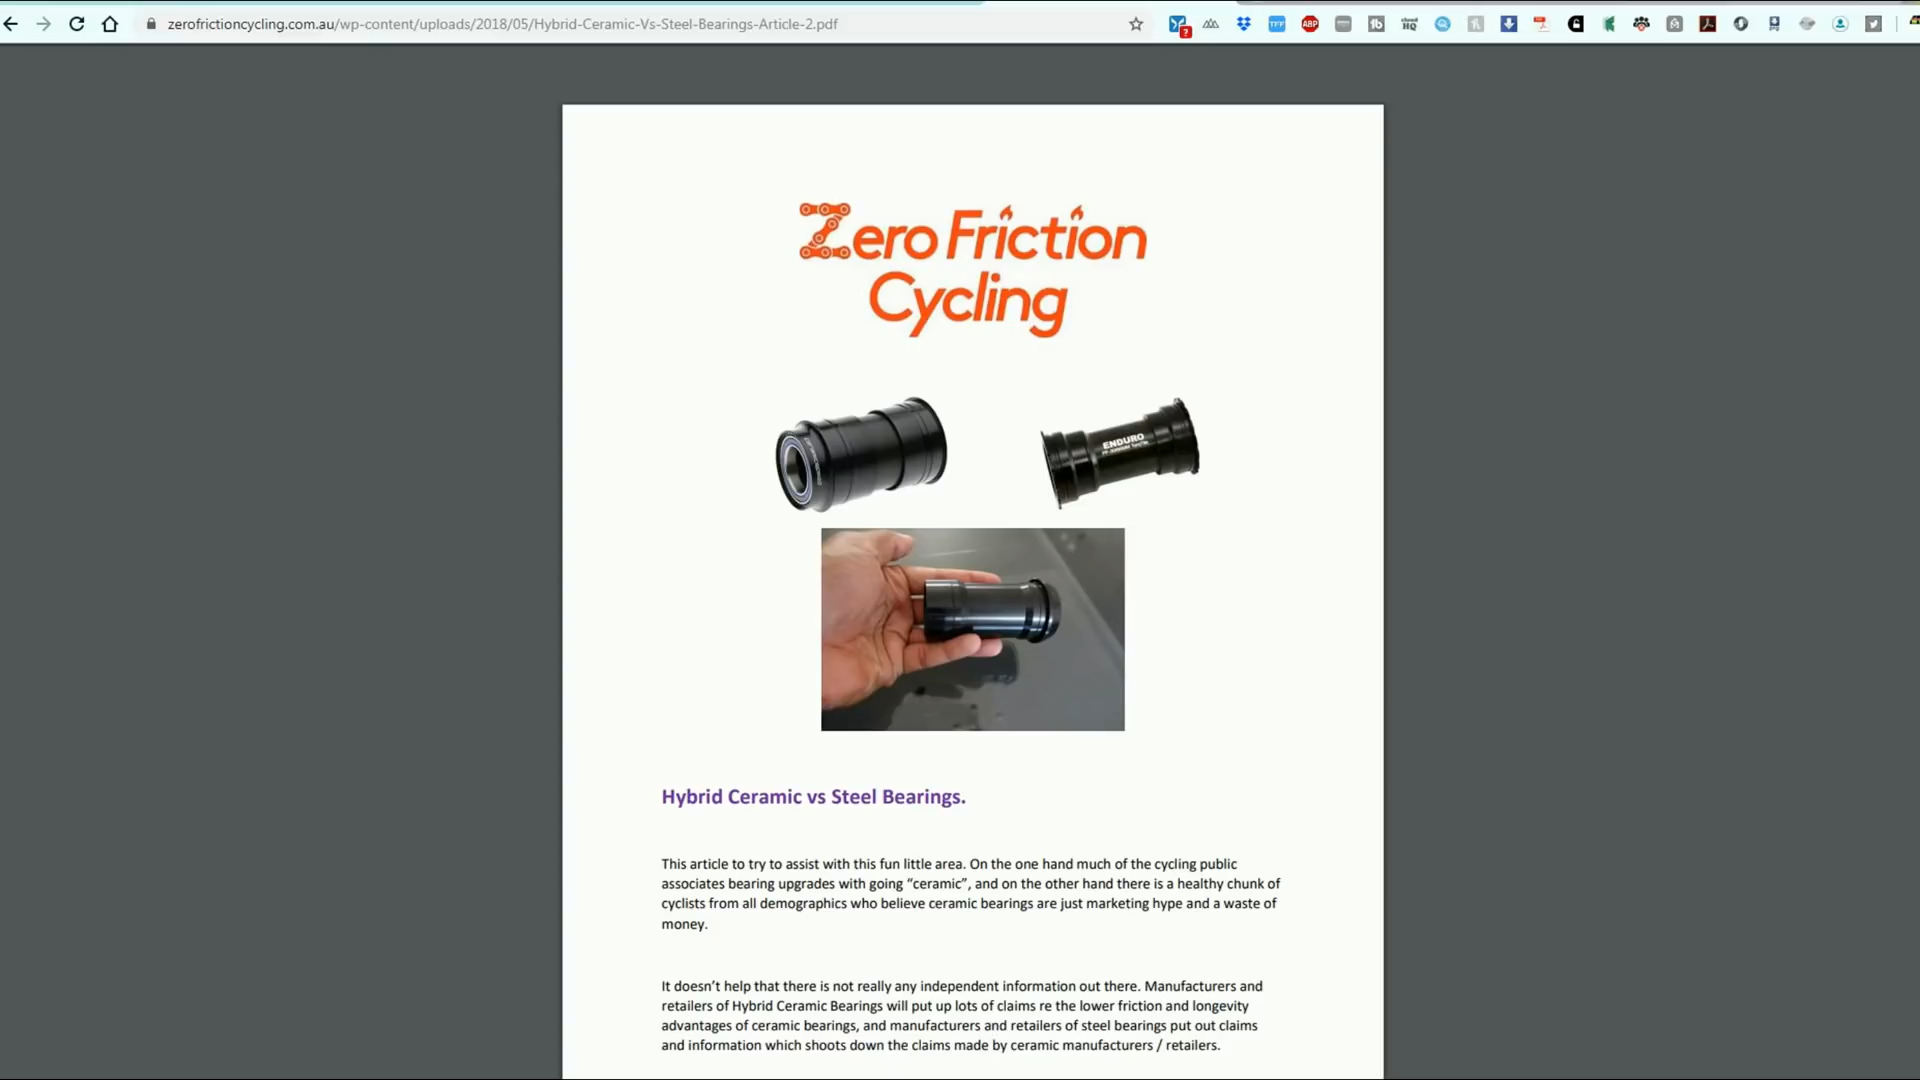 zerofrictioncycling.com.au/wp-content/uploads/2018/05/Hybrid-Ceramic-Vs-Steel-Bearings-Article-2.pdf
Zero Friction
Cycling
ENDURO
Hybrid Ceramic vs Steel Bearings.
This article to try to assist with this fun little area. On the one hand much of the cycling public
associates bearing upgrades with going “ceramic”, and on the other hand there is a healthy chunk of
cyclists from all demographics who believe ceramic bearings are just marketing hype and a waste of
money.
It doesn’t help that there is not really any independent information out there. Manufacturers and
retailers of Hybrid Ceramic Bearings will put up lots of claims re the lower friction and longevity
advantages of ceramic bearings, and manufacturers and retailers of steel bearings put out claims
and information which shoots down the claims made by ceramic manufacturers / retailers.